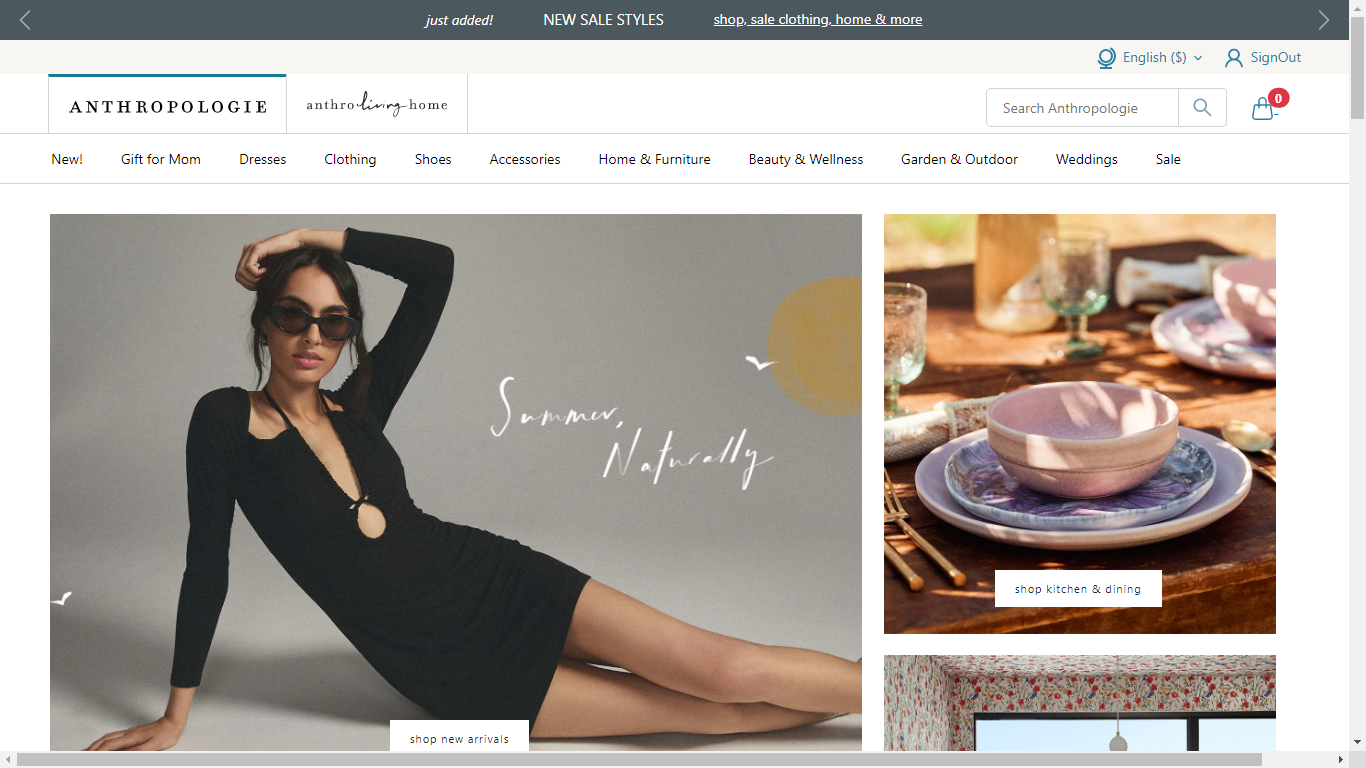 just added! NEW SALE STYLES shop, sale clothing, home & more
English ($) SignOut
ANTHROPOLOGIE anthroliving home Search Anthropologie 0
New! Gift for Mom Dresses Clothing Shoes Accessories Home & Furniture Beauty & Wellness Garden & Outdoor Weddings Sale
Summer,
Naturally
shop kitchen & dining
shop new arrivals